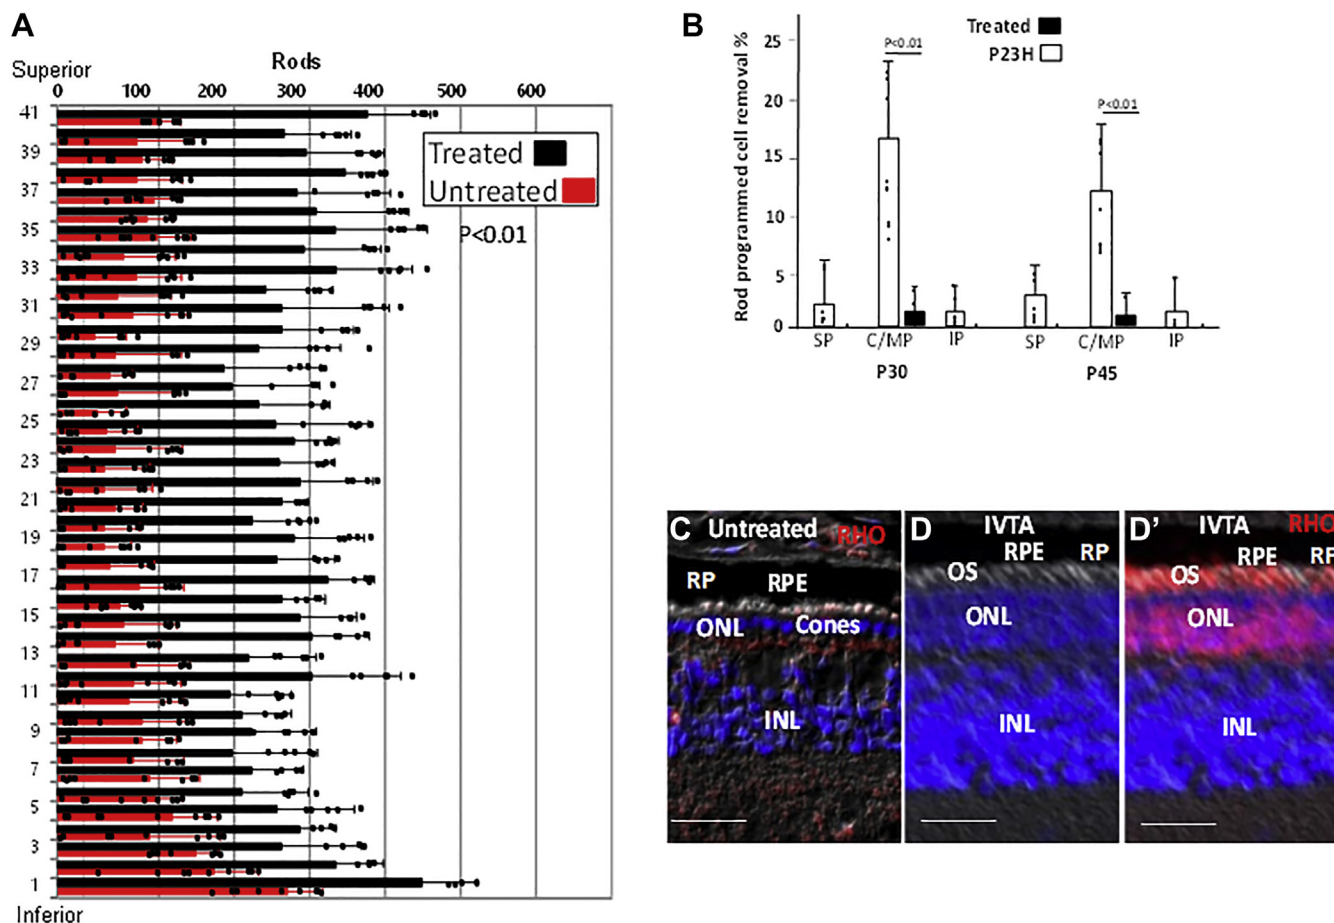 A
Rods
Superior
0 100 200 300 400 500 600
41
39
37
35
33
31
29
27
25
23
21
19
17
15
13
11
9
7
5
3
1
Inferior
Treated
Untreated
P<0.01
B
Rod programmed cell removal %
25
20
15
10
5
0
Treated
P23H
P<0.01
P<0.01
SP C/MP IP SP C/MP IP
P30 P45
C Untreated RHO
RP RPE
ONL Cones
INL
D IVTA
RPE RP
OS
ONL
INL
D’ IVTA RHO
RPE RP
OS
ONL
INL